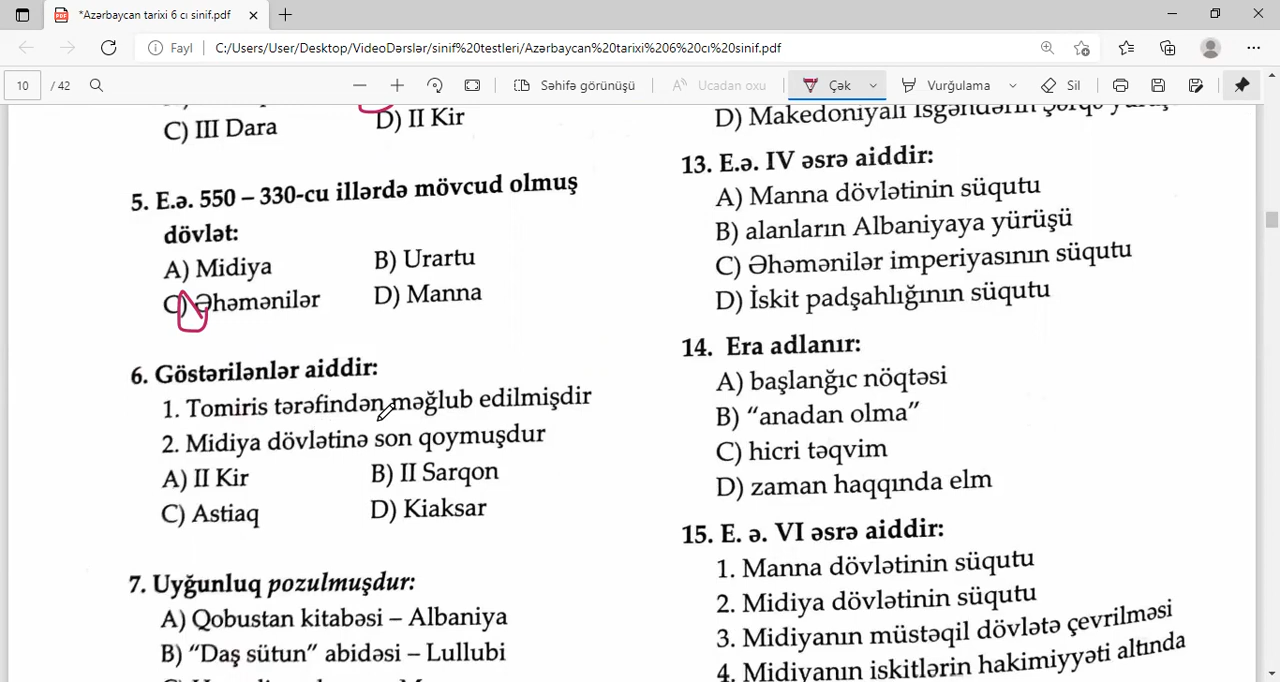 *Azərbaycan tarixi 6 cı sinif.pdf
Fayl
C:/Users/User/Desktop/VideoDərslər/sinif%20testleri/Azərbaycan%20tarixi%206%20cı%20sinif.pdf
10 / 42
Səhifə görünüşü
Ucadan oxu
Çək
Vurğulama
Sil
C) III Dara
D) II Kir
5. E.ə. 550 – 330-cu illərdə mövcud olmuş
dövlət:
A) Midiya
B) Urartu
C) Əhəmənilər
D) Manna
6. Göstərilənlər aiddir:
1. Tomiris tərəfindən məğlub edilmişdir
2. Midiya dövlətinə son qoymuşdur
A) II Kir
B) II Sarqon
C) Astiaq
D) Kiaksar
7. Uyğunluq pozulmuşdur:
A) Qobustan kitabəsi – Albaniya
B) “Daş sütun” abidəsi – Lullubi
D) Makedoniyalı İsgəndərin Şərqə
13. E.ə. IV əsrə aiddir:
A) Manna dövlətinin süqutu
B) alanların Albaniyaya yürüşü
C) Əhəmənilər imperiyasının süqutu
D) İskit padşahlığının süqutu
14. Era adlanır:
A) başlanğıc nöqtəsi
B) “anadan olma”
C) hicri təqvim
D) zaman haqqında elm
15. E. ə. VI əsrə aiddir:
1. Manna dövlətinin süqutu
2. Midiya dövlətinin süqutu
3. Midiyanın müstəqil dövlətə çevrilməsi
4. Midiyanın iskitlərin hakimiyyəti altında